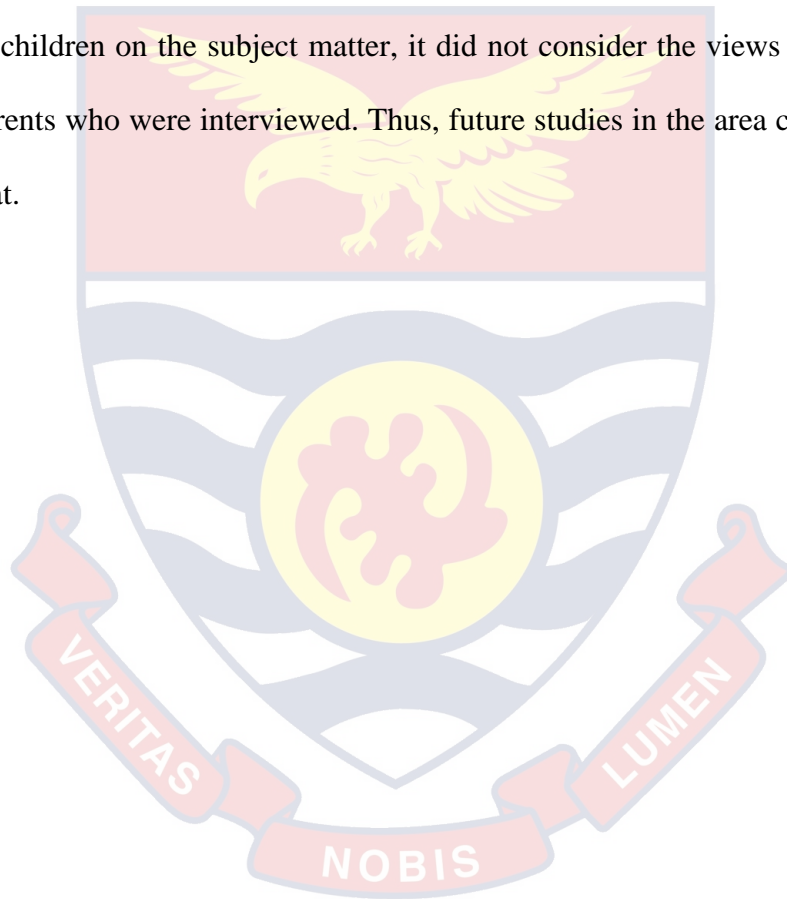 children on the subject matter, it did not consider the views
rents who were interviewed. Thus, future studies in the area c
at.
VERITAS
NOBIS
LUMEN